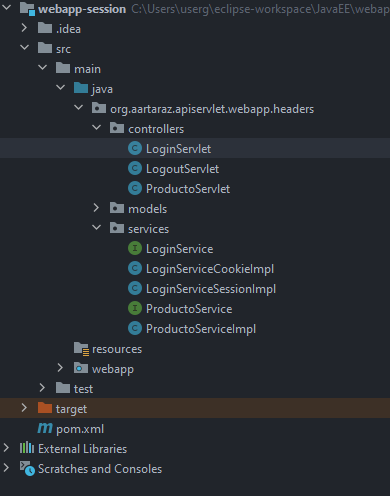 webapp-session C:\Users\userg\eclipse-workspace\JavaEE\webap
.idea
src
main
java
org.aartaraz.apiservlet.webapp.headers
controllers
LoginServlet
LogoutServlet
ProductoServlet
models
services
LoginService
LoginServiceCookieImpl
LoginServiceSessionImpl
ProductoService
ProductoServiceImpl
resources
webapp
test
target
pom.xml
External Libraries
Scratches and Consoles